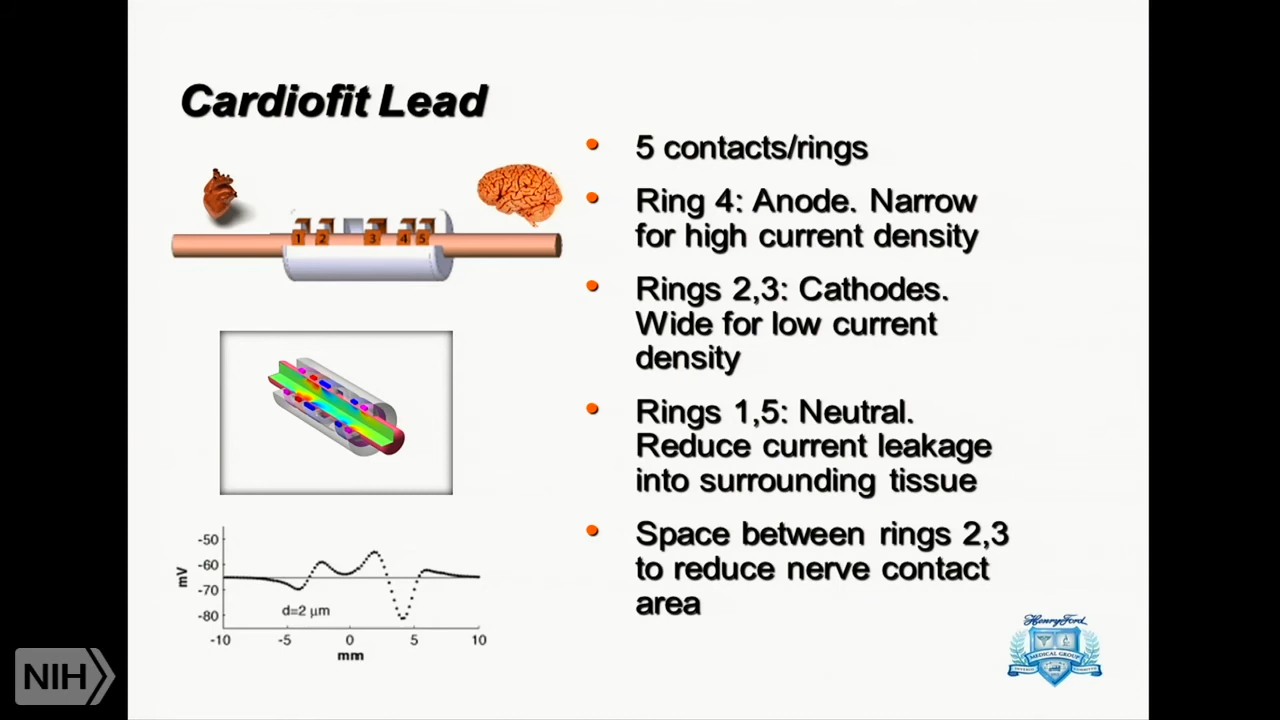 Cardiofit Lead
1 2 3 4 5
• 5 contacts/rings
• Ring 4: Anode. Narrow
for high current density
• Rings 2,3: Cathodes.
Wide for low current
density
• Rings 1,5: Neutral.
Reduce current leakage
into surrounding tissue
• Space between rings 2,3
to reduce nerve contact
area
-50
-60
-70
-80
mV
d=2 μm
-10 -5 0 5 10
mm
Henry Ford
MEDICAL GROUP
NIH